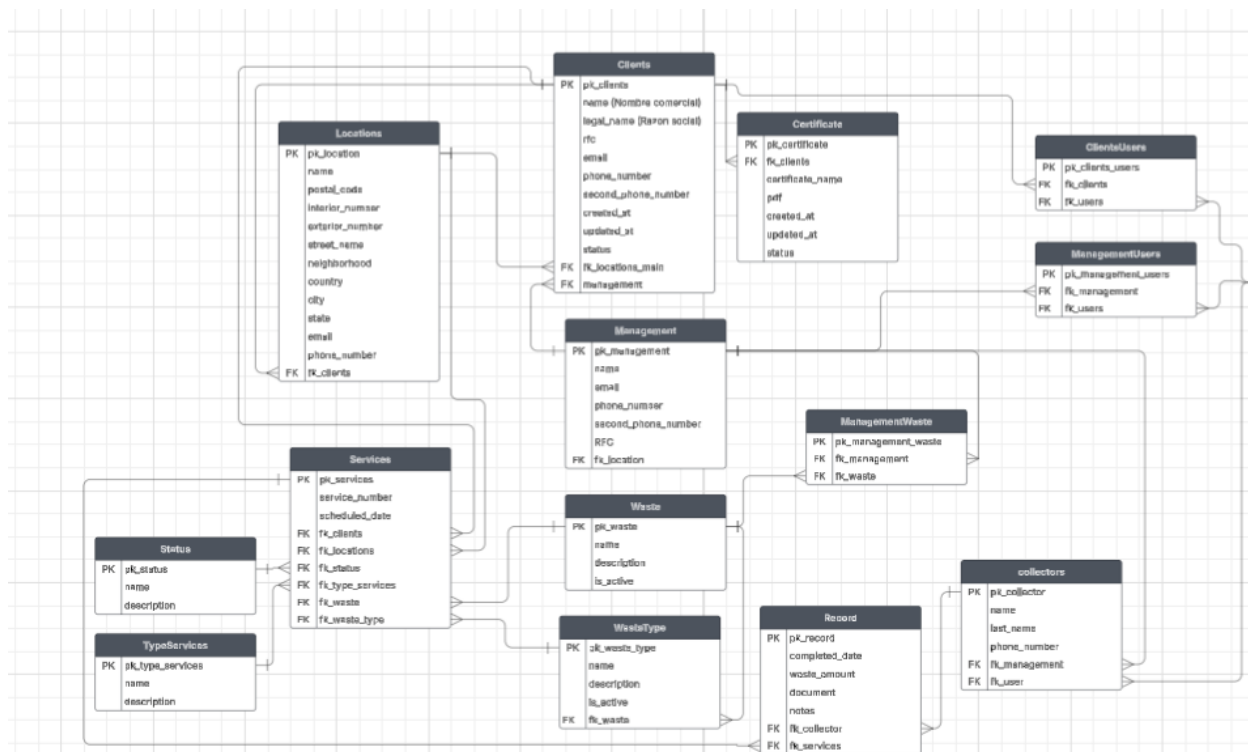 Clients
PK pk_clients
name (Nombre comercial)
legal_name (Razon social)
rfc
email
phone_number
second_phone_number
created_at
updated_at
status
FK fk_locations_main
FK management
Locations
PK pk_location
name
postal_code
interior_number
exterior_number
street_name
neighborhood
country
city
state
email
phone_number
FK fk_clients
Certificate
PK pk_certificate
FK fk_clients
certificate_name
pdf
created_at
updated_at
status
ClientsUsers
PK pk_clients_users
FK fk_clients
FK fk_users
ManagementUsers
PK pk_management_users
FK fk_management
FK fk_users
Management
PK pk_management
name
email
phone_number
second_phone_number
RFC
FK fk_location
ManagementWaste
PK pk_management_waste
FK fk_management
FK fk_waste
Services
PK pk_services
service_number
scheduled_date
FK fk_clients
FK fk_locations
FK fk_status
FK fk_type_services
FK fk_waste
FK fk_waste_type
Waste
PK pk_waste
name
description
is_active
Status
PK pk_status
name
description
TypeServices
PK pk_type_services
name
description
WasteType
PK pk_waste_type
name
description
is_active
FK fk_waste
Record
PK pk_record
completed_date
waste_amount
document
notes
FK fk_collector
FK fk_services
collectors
PK pk_collector
name
last_name
phone_number
FK fk_management
FK fk_user